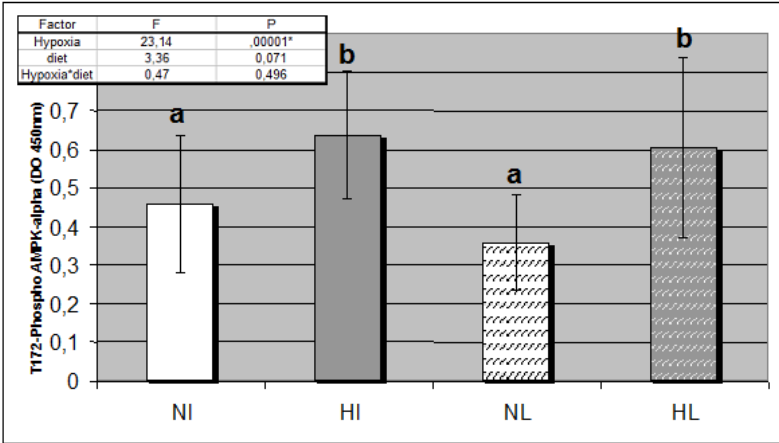 Factor F P
Hypoxia 23,14 ,00001*
diet 3,36 0,071
Hypoxia*diet 0,47 0,496
T172-Phospho AMPK-alpha (DO 450nm)
0,7
0,6
0,5
0,4
0,3
0,2
0,1
0
a
b
a
b
NI HI NL HL